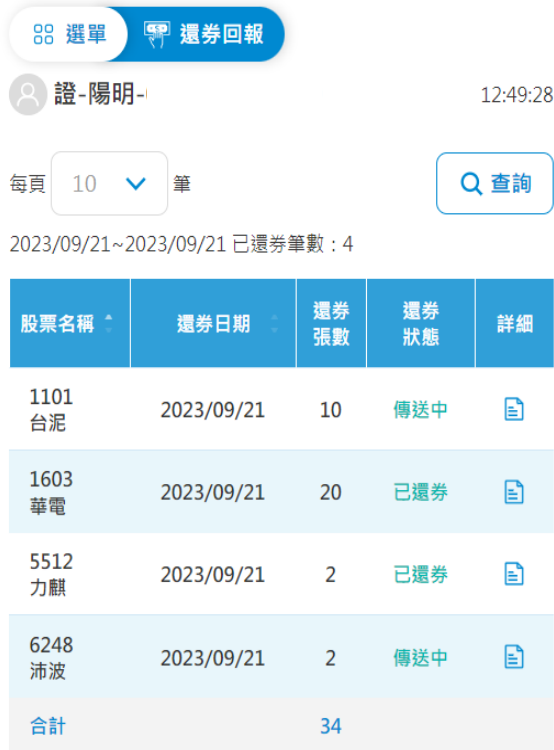 選單 還券回報
證-陽明-
12:49:28
每頁 10 筆 查詢
2023/09/21~2023/09/21 已還券筆數：4
股票名稱 還券日期 還券張數 還券狀態 詳細
1101 台泥 2023/09/21 10 傳送中
1603 華電 2023/09/21 20 已還券
5512 力麒 2023/09/21 2 已還券
6248 沛波 2023/09/21 2 傳送中
合計 34